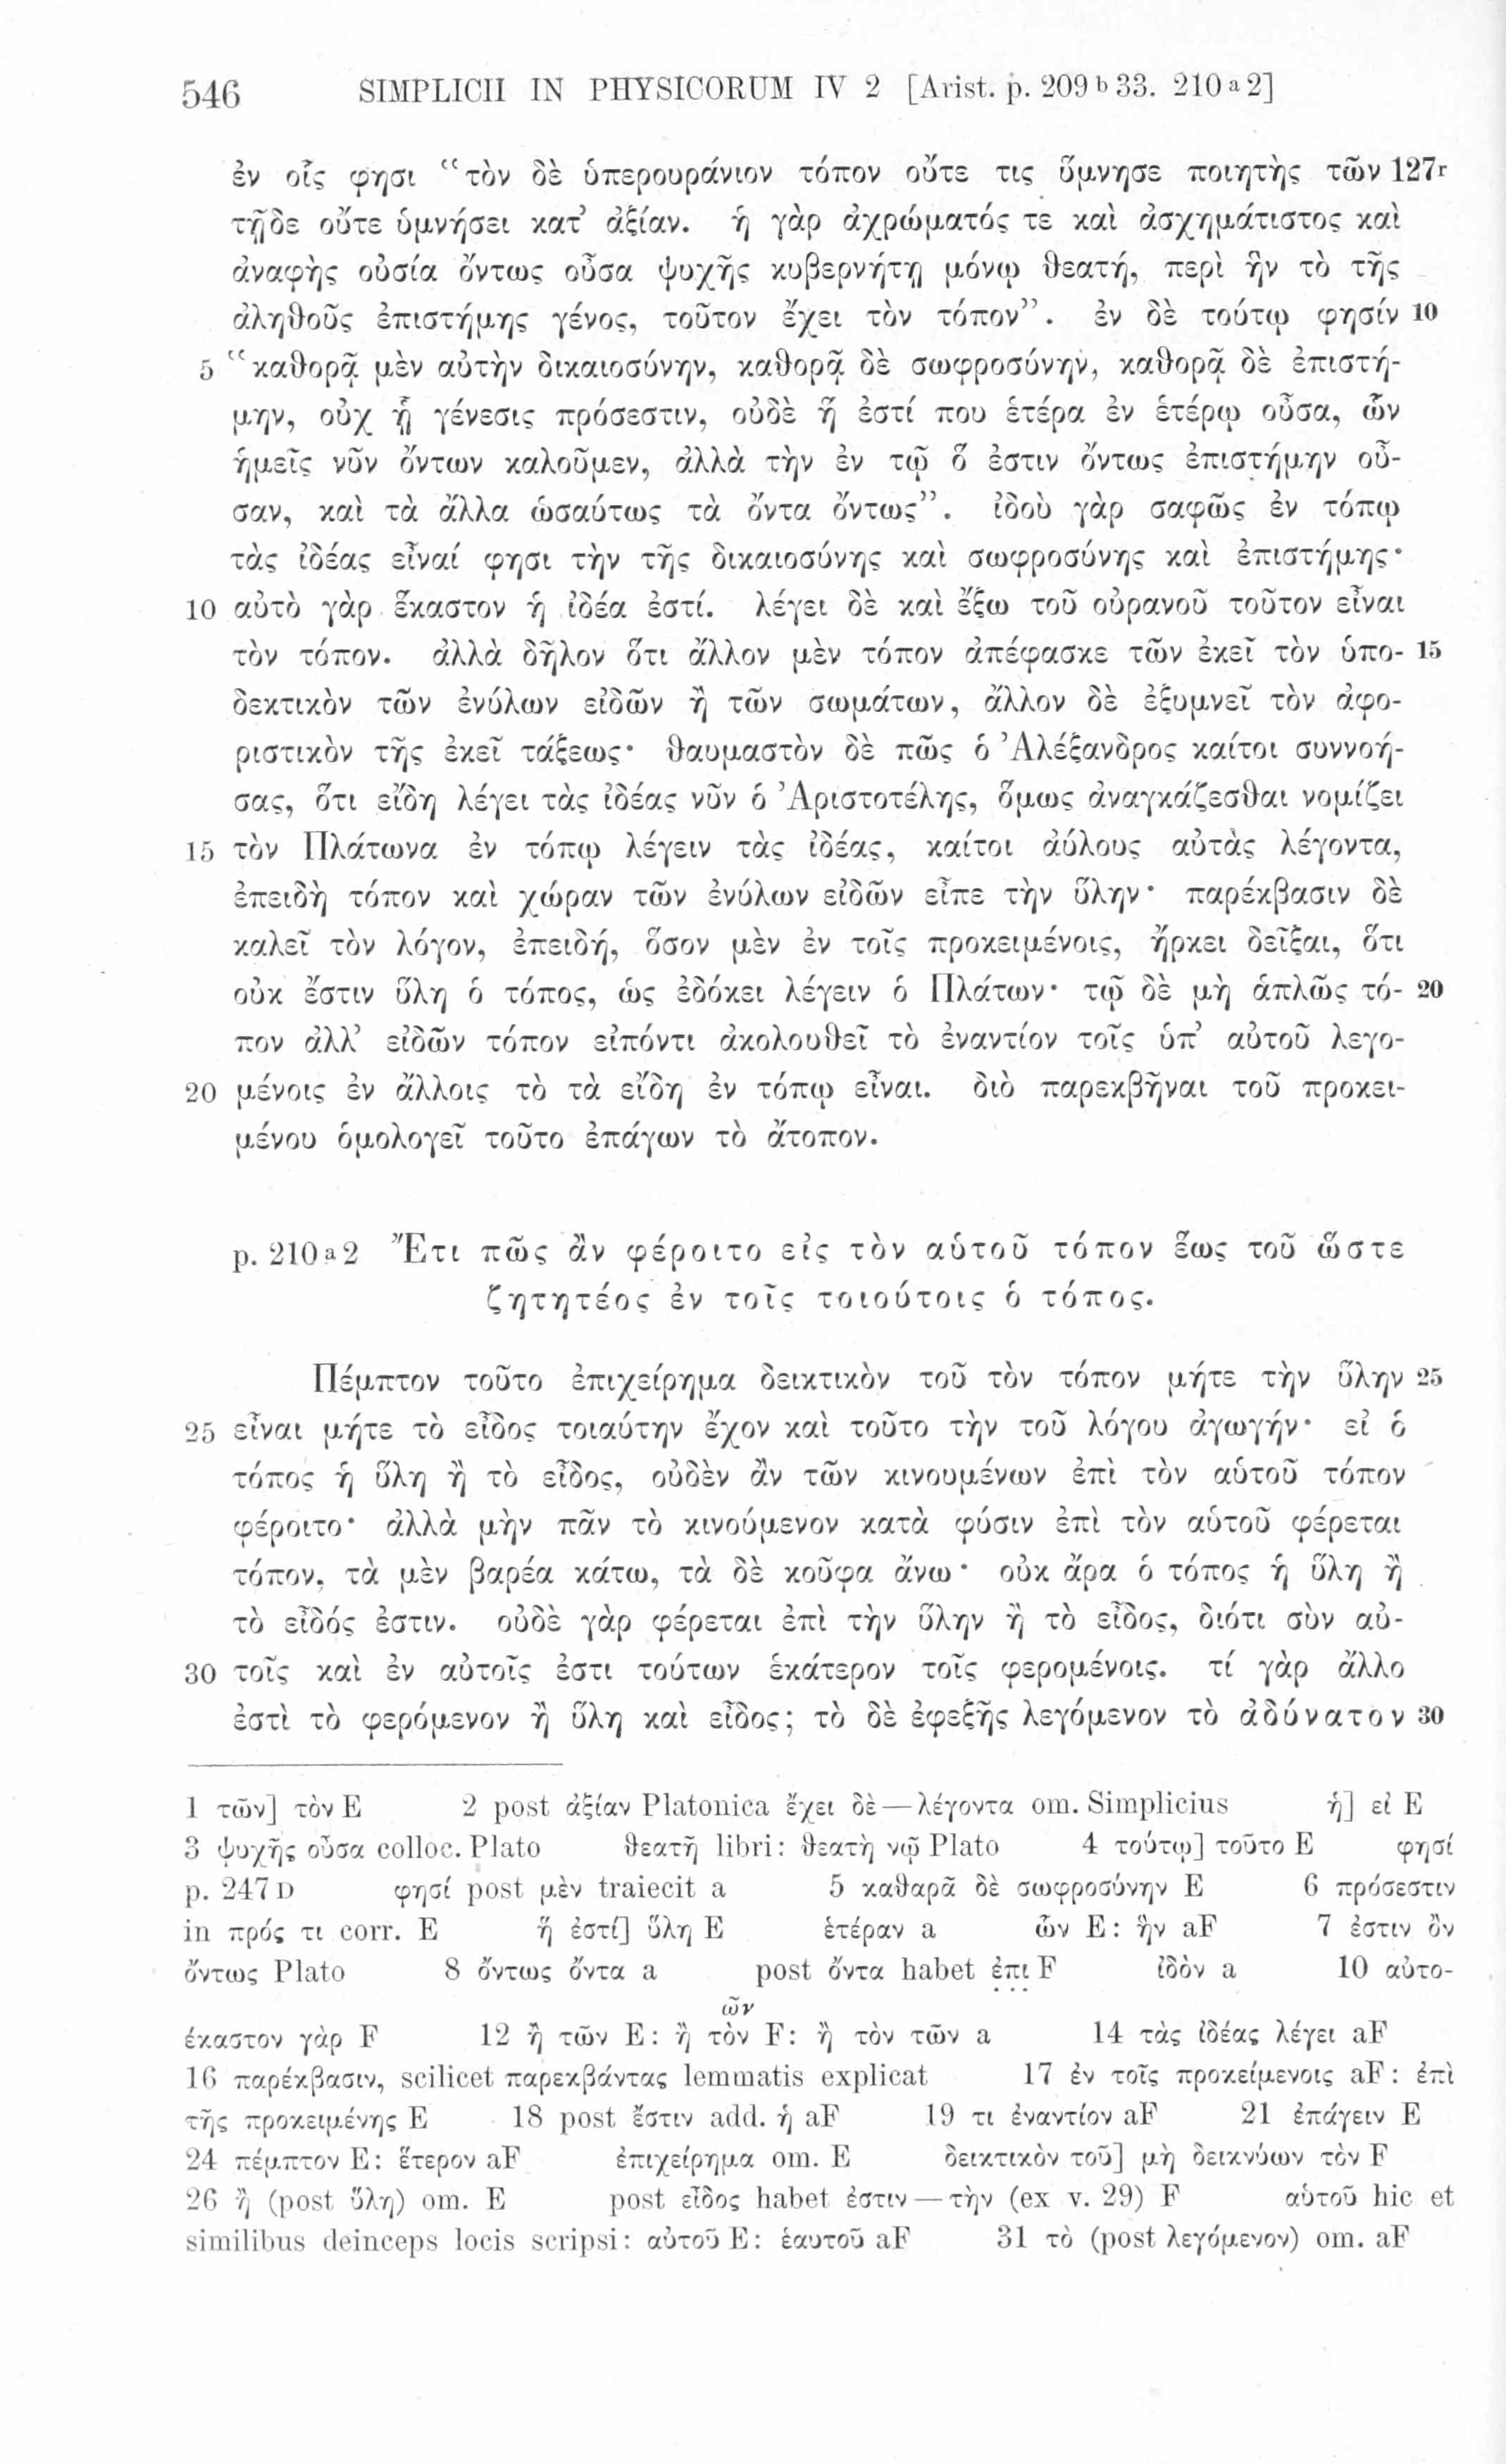 546 SIMPLICII IN PHYSICORUM IV 2 [Arist. p. 209 b 33. 210 a 2]
ἐν οἷς φησι “τὸν δὲ ὑπερουράνιον τόπον οὔτε τις ὕμνησε ποιητὴς τῶν 127r
τῇδε οὔτε ὑμνήσει κατ’ ἀξίαν. ἡ γὰρ ἀχρώματός τε καὶ ἀσχημάτιστος καὶ
ἀναφὴς οὐσία ὄντως οὖσα ψυχῆς κυβερνήτῃ μόνῳ θεατή, περὶ ἣν τὸ τῆς
ἀληθοῦς ἐπιστήμης γένος, τοῦτον ἔχει τὸν τόπον”. ἐν δὲ τούτῳ φησίν 10
5 “καθορᾷ μὲν αὐτὴν δικαιοσύνην, καθορᾷ δὲ σωφροσύνην, καθορᾷ δὲ ἐπιστή-
μην, οὐχ ᾗ γένεσις πρόσεστιν, οὐδὲ ἥ ἐστί που ἑτέρα ἐν ἑτέρῳ οὖσα, ὧν
ἡμεῖς νῦν ὄντων καλοῦμεν, ἀλλὰ τὴν ἐν τῷ ὅ ἐστιν ὄντως ἐπιστήμην οὖ-
σαν, καὶ τὰ ἄλλα ὡσαύτως τὰ ὄντα ὄντως”. ἰδοὺ γὰρ σαφῶς ἐν τόπῳ
τὰς ἰδέας εἶναί φησι τὴν τῆς δικαιοσύνης καὶ σωφροσύνης καὶ ἐπιστήμης·
10 αὐτὸ γὰρ ἕκαστον ἡ ἰδέα ἐστί. λέγει δὲ καὶ ἔξω τοῦ οὐρανοῦ τοῦτον εἶναι
τὸν τόπον. ἀλλὰ δῆλον ὅτι ἄλλον μὲν τόπον ἀπέφασκε τῶν ἐκεῖ τὸν ὑπο- 15
δεκτικὸν τῶν ἐνύλων εἰδῶν ἢ τῶν σωμάτων, ἄλλον δὲ ἐξυμνεῖ τὸν ἀφο-
ριστικὸν τῆς ἐκεῖ τάξεως· θαυμαστὸν δὲ πῶς ὁ Ἀλέξανδρος καίτοι συννοή-
σας, ὅτι εἴδη λέγει τὰς ἰδέας νῦν ὁ Ἀριστοτέλης, ὅμως ἀναγκάζεσθαι νομίζει
15 τὸν Πλάτωνα ἐν τόπῳ λέγειν τὰς ἰδέας, καίτοι ἀύλους αὐτὰς λέγοντα,
ἐπειδὴ τόπον καὶ χώραν τῶν ἐνύλων εἰδῶν εἶπε τὴν ὕλην· παρέκβασιν δὲ
καλεῖ τὸν λόγον, ἐπειδή, ὅσον μὲν ἐν τοῖς προκειμένοις, ἤρκει δεῖξαι, ὅτι
οὐκ ἔστιν ὕλη ὁ τόπος, ὡς ἐδόκει λέγειν ὁ Πλάτων· τῷ δὲ μὴ ἁπλῶς τό- 20
πον ἀλλ’ εἰδῶν τόπον εἰπόντι ἀκολουθεῖ τὸ ἐναντίον τοῖς ὑπ’ αὐτοῦ λεγο-
20 μένοις ἐν ἄλλοις τὸ τὰ εἴδη ἐν τόπῳ εἶναι. διὸ παρεκβῆναι τοῦ προκει-
μένου ὁμολογεῖ τοῦτο ἐπάγων τὸ ἄτοπον.
p. 210 a 2 Ἔτι πῶς ἂν φέροιτο εἰς τὸν αὑτοῦ τόπον ἕως τοῦ ὥστε
ζητητέος ἐν τοῖς τοιούτοις ὁ τόπος.
Πέμπτον τοῦτο ἐπιχείρημα δεικτικὸν τοῦ τὸν τόπον μήτε τὴν ὕλην 25
25 εἶναι μήτε τὸ εἶδος τοιαύτην ἔχον καὶ τοῦτο τὴν τοῦ λόγου ἀγωγήν· εἰ ὁ
τόπος ἡ ὕλη ἢ τὸ εἶδος, οὐδὲν ἂν τῶν κινουμένων ἐπὶ τὸν αὑτοῦ τόπον
φέροιτο· ἀλλὰ μὴν πᾶν τὸ κινούμενον κατὰ φύσιν ἐπὶ τὸν αὑτοῦ φέρεται
τόπον, τὰ μὲν βαρέα κάτω, τὰ δὲ κοῦφα ἄνω· οὐκ ἄρα ὁ τόπος ἡ ὕλη ἢ
τὸ εἶδός ἐστιν. οὐδὲ γὰρ φέρεται ἐπὶ τὴν ὕλην ἢ τὸ εἶδος, διότι σὺν αὐ-
30 τοῖς καὶ ἐν αὐτοῖς ἐστι τούτων ἑκάτερον τοῖς φερομένοις. τί γὰρ ἄλλο
ἐστὶ τὸ φερόμενον ἢ ὕλη καὶ εἶδος; τὸ δὲ ἐφεξῆς λεγόμενον τὸ ἀδύνατον 30
1 τῶν] τὸν E 2 post ἀξίαν Platonica ἔχει δὲ — λέγοντα om. Simplicius ἡ] εἰ E
3 ψυχῆς οὖσα colloc. Plato θεατῇ libri: θεατὴ νῷ Plato 4 τούτῳ] τοῦτο E φησί
p. 247 D φησί post μὲν traiecit a 5 καθαρᾶ δὲ σωφροσύνην E 6 πρόσεστιν
in πρός τι corr. E ἥ ἐστί] ὕλη E ἑτέραν a ὧν E: ἣν aF 7 ἐστιν ὂν
ὄντως Plato 8 ὄντως ὄντα a post ὄντα habet ἐπι F ἰδὸν a 10 αὐτο-
έκαστον γὰρ F 12 ἢ τῶν E: ἢ τὸν ῶν F: ἢ τὸν τῶν a 14 τὰς ἰδέας λέγει aF
16 παρέκβασιν, scilicet παρεκβάντας lemmatis explicat 17 ἐν τοῖς προκείμενοις aF: ἐπὶ
τῆς προκειμένης E 18 post ἔστιν add. ἡ aF 19 τι ἐναντίον aF 21 ἐπάγειν E
24 πέμπτον E: ἕτερον aF ἐπιχείρημα om. E δεικτικὸν τοῦ] μὴ δεικνύων τὸν F
26 ἢ (post ὕλη) om. E post εἶδος habet ἐστιν — τὴν (ex v. 29) F αὑτοῦ hic et
similibus deinceps locis scripsi: αὐτοῦ E: ἑαυτοῦ aF 31 τὸ (post λεγόμενον) om. aF